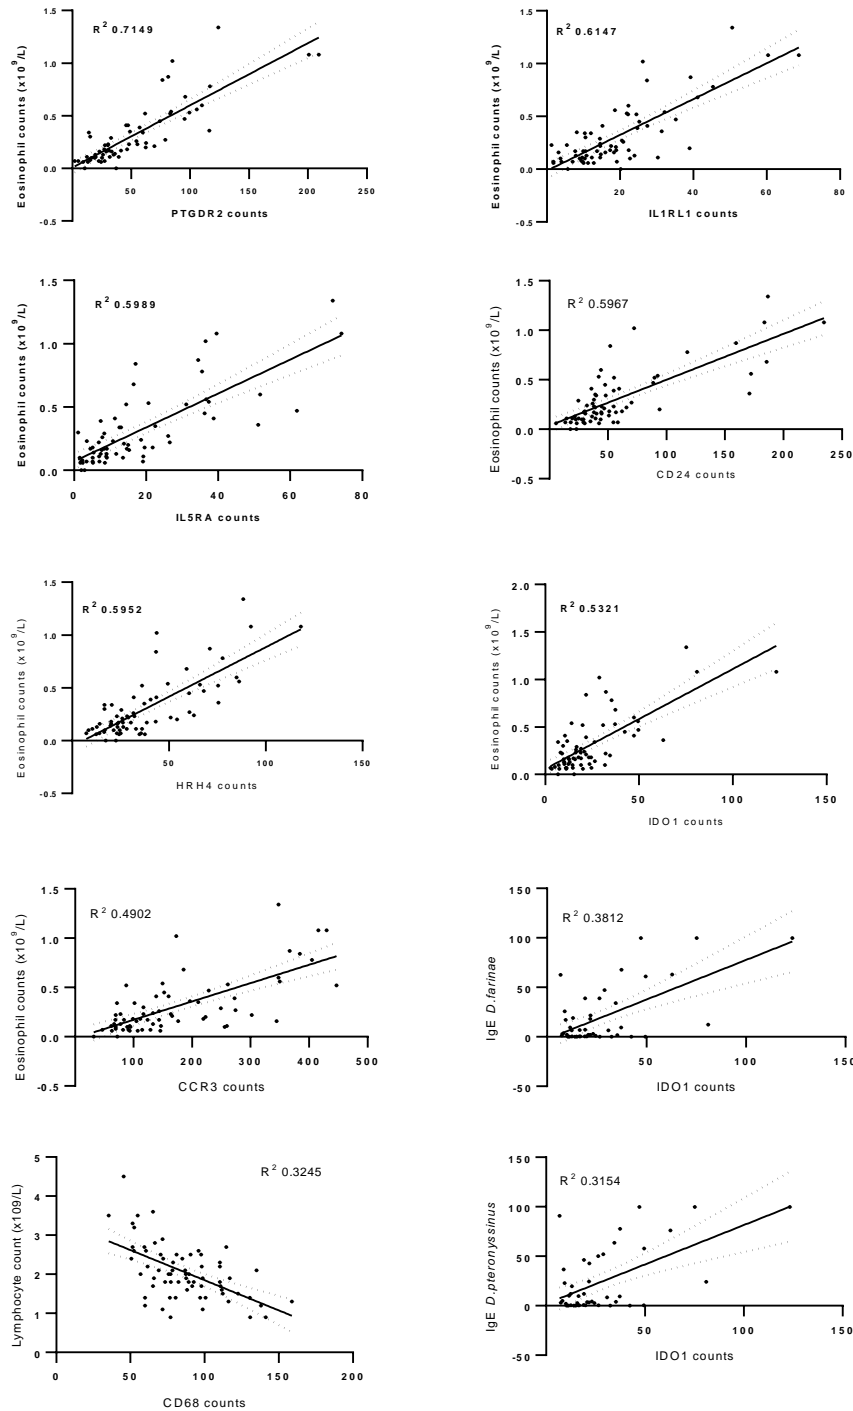 R² 0.7149
Eosinophil counts (x10⁹/L)
1.5
1.0
0.5
0.0
-0.5
50 100 150 200 250
PTGDR2 counts
R² 0.6147
Eosinophil counts (x10⁹/L)
1.5
1.0
0.5
0.0
-0.5
20 40 60 80
IL1RL1 counts
R² 0.5989
Eosinophil counts (x10⁹/L)
1.5
1.0
0.5
0.0
0 20 40 60 80
IL5RA counts
R² 0.5967
Eosinophil counts (x10⁹/L)
1.5
1.0
0.5
0.0
-0.5
50 100 150 200 250
CD24 counts
R² 0.5952
Eosinophil counts (x10⁹/L)
1.5
1.0
0.5
0.0
-0.5
50 100 150
HRH4 counts
R² 0.5321
Eosinophil counts (x10⁹/L)
2.0
1.5
1.0
0.5
0.0
0 50 100 150
IDO1 counts
R² 0.4902
Eosinophil counts (x10⁹/L)
1.5
1.0
0.5
0.0
-0.5
100 200 300 400 500
CCR3 counts
R² 0.3812
IgE D.farinae
150
100
50
0
-50
50 100 150
IDO1 counts
R² 0.3245
Lymphocyte count (x109/L)
5
4
3
2
1
0
0 50 100 150 200
CD68 counts
R² 0.3154
IgE D.pteronyssinus
150
100
50
0
-50
50 100 150
IDO1 counts